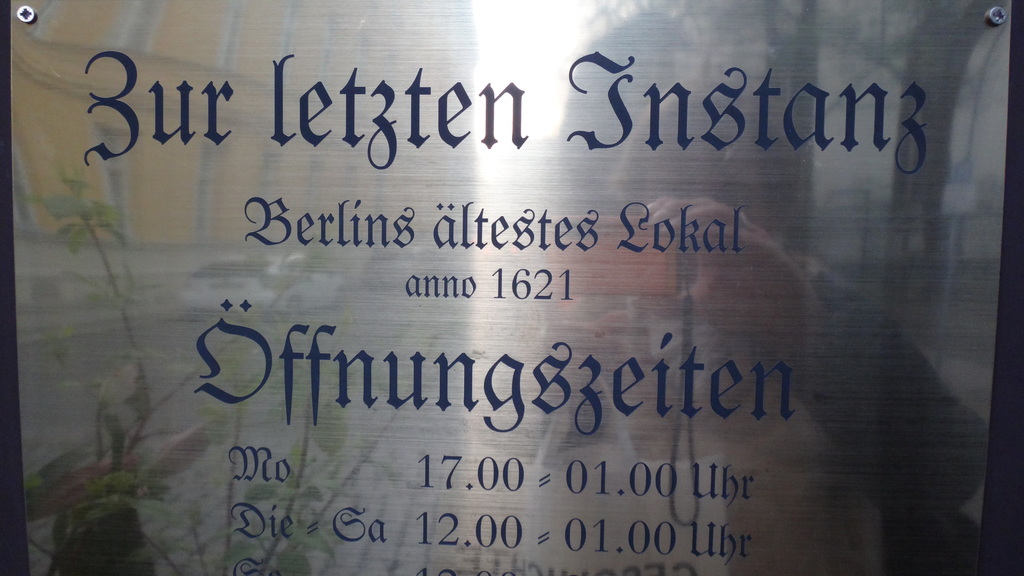 Zur letzten Instanz
Berlins ältestes Lokal
anno 1621
Öffnungszeiten
Mo 17.00 - 01.00 Uhr
Die - Sa 12.00 - 01.00 Uhr